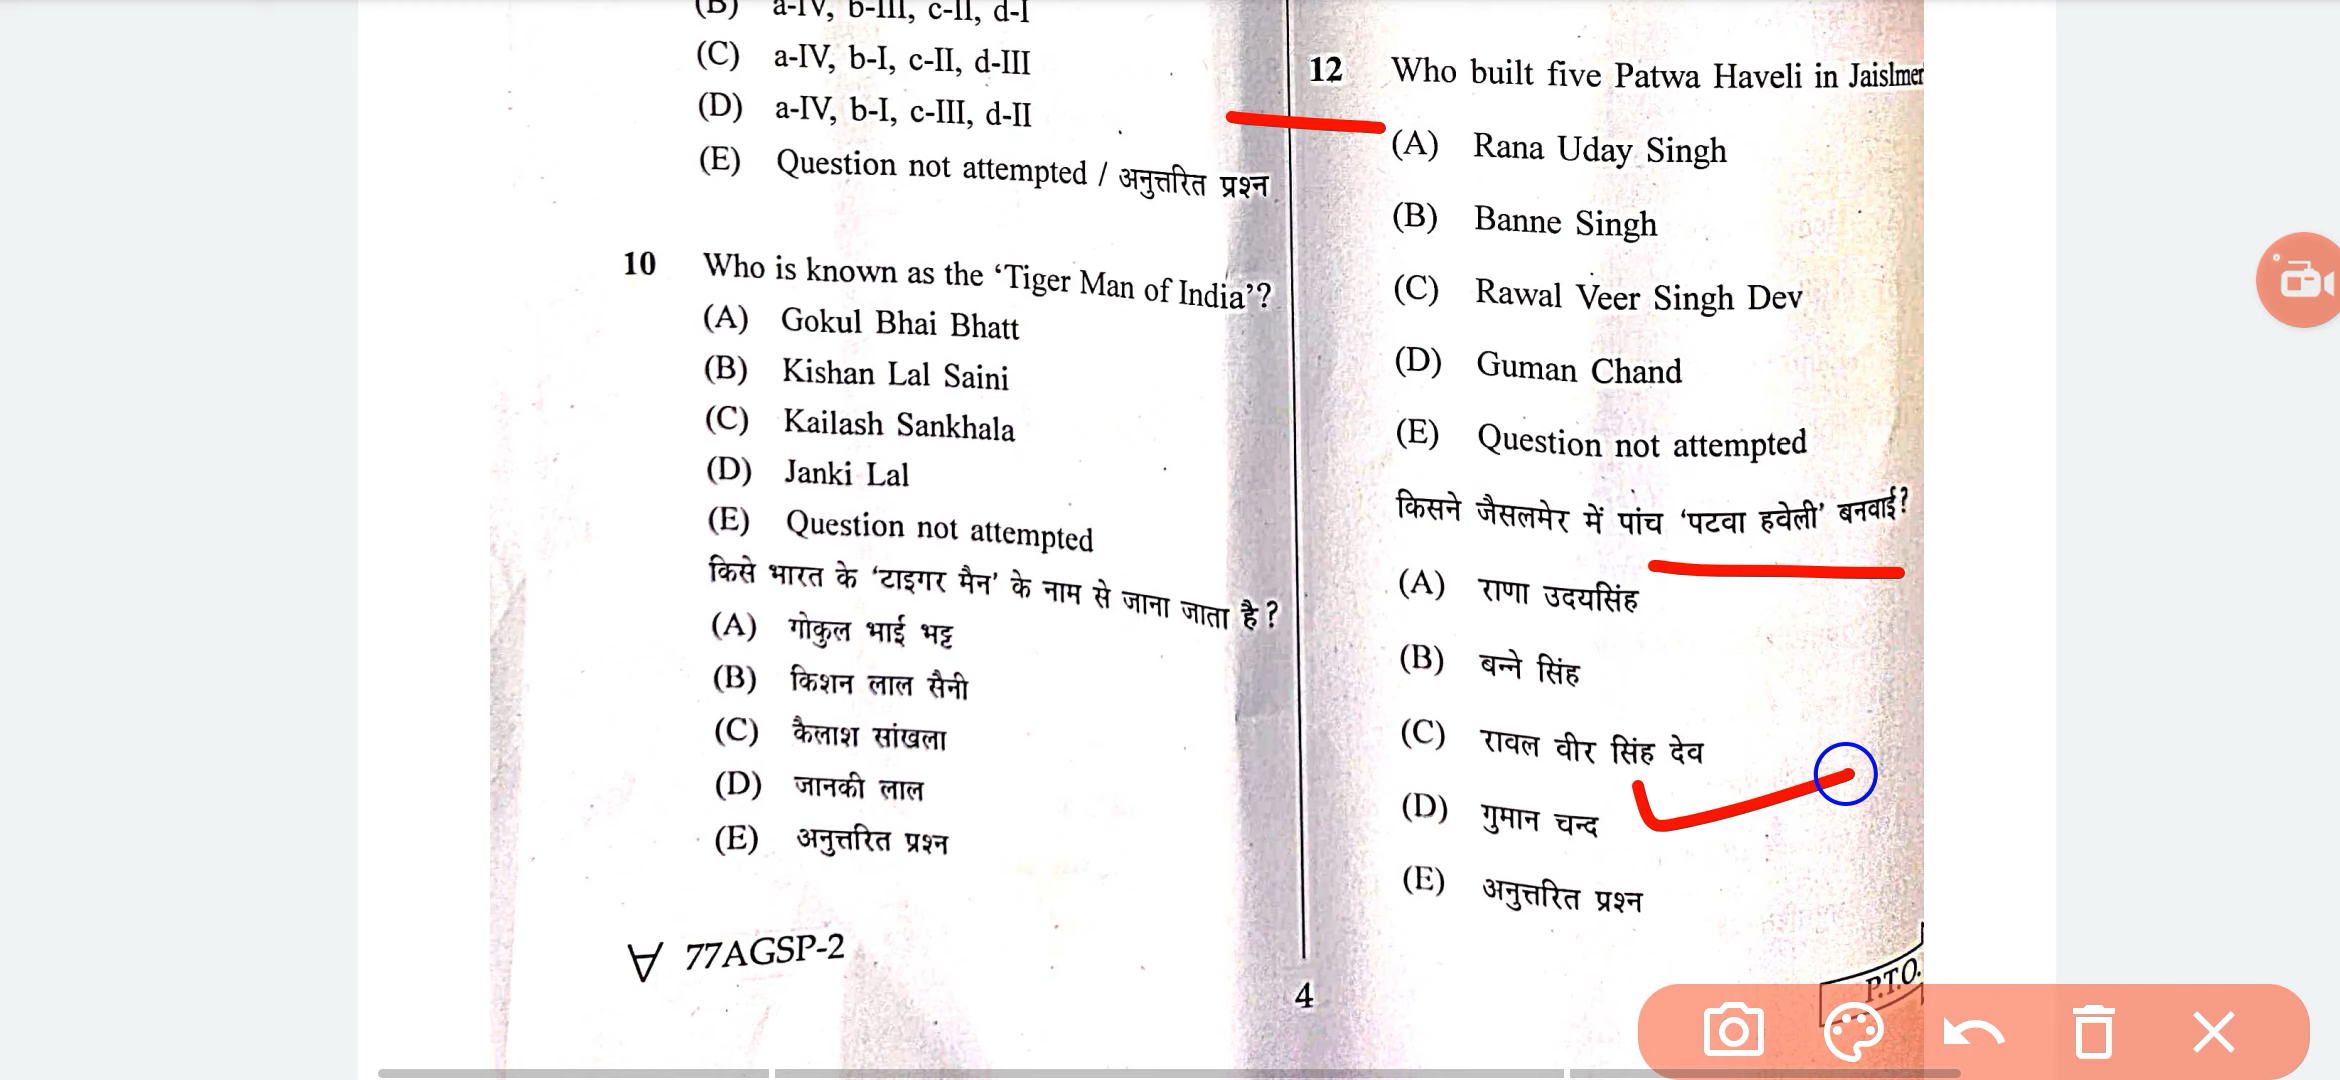 (B) a-IV, b-III, c-II, d-I
(C) a-IV, b-I, c-II, d-III
(D) a-IV, b-I, c-III, d-II
(E) Question not attempted / अनुत्तरित प्रश्न
10 Who is known as the ‘Tiger Man of India’?
(A) Gokul Bhai Bhatt
(B) Kishan Lal Saini
(C) Kailash Sankhala
(D) Janki Lal
(E) Question not attempted
किसे भारत के ‘टाइगर मैन’ के नाम से जाना जाता है?
(A) गोकुल भाई भट्ट
(B) किशन लाल सैनी
(C) कैलाश सांखला
(D) जानकी लाल
(E) अनुत्तरित प्रश्न
12 Who built five Patwa Haveli in Jaislmer
(A) Rana Uday Singh
(B) Banne Singh
(C) Rawal Veer Singh Dev
(D) Guman Chand
(E) Question not attempted
किसने जैसलमेर में पांच ‘पटवा हवेली’ बनवाई?
(A) राणा उदयसिंह
(B) बन्ने सिंह
(C) रावल वीर सिंह देव
(D) गुमान चन्द
(E) अनुत्तरित प्रश्न
∀ 77AGSP-2
4
P.T.O.